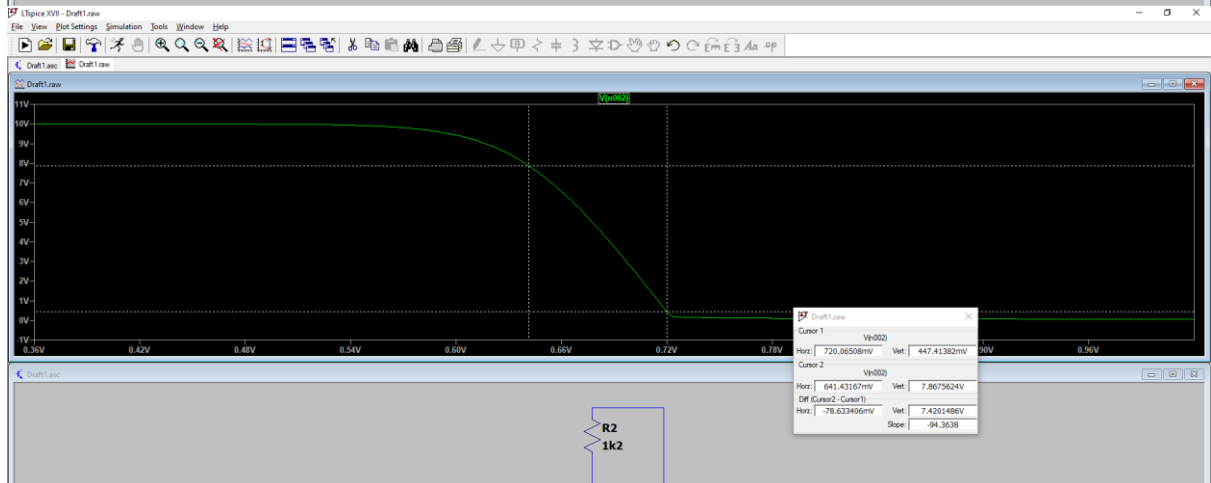 LTspice XVII - Draft1.raw
File View Plot Settings Simulation Tools Window Help
Draft1.asc Draft1.raw
Draft1.raw
V(n002)
11V
10V
9V
8V
7V
6V
5V
4V
3V
2V
1V
0V
-1V
0.36V 0.42V 0.48V 0.54V 0.60V 0.66V 0.72V 0.78V 90V 0.96V
Draft1.raw
Cursor 1
V(n002)
Horz: 720.06508mV Vert: 447.41382mV
Cursor 2
V(n002)
Horz: 641.43167mV Vert: 7.8675624V
Diff (Cursor2 - Cursor1)
Horz: -78.633406mV Vert: 7.4201486V
Slope: -94.3638
Draft1.asc
R2
1k2